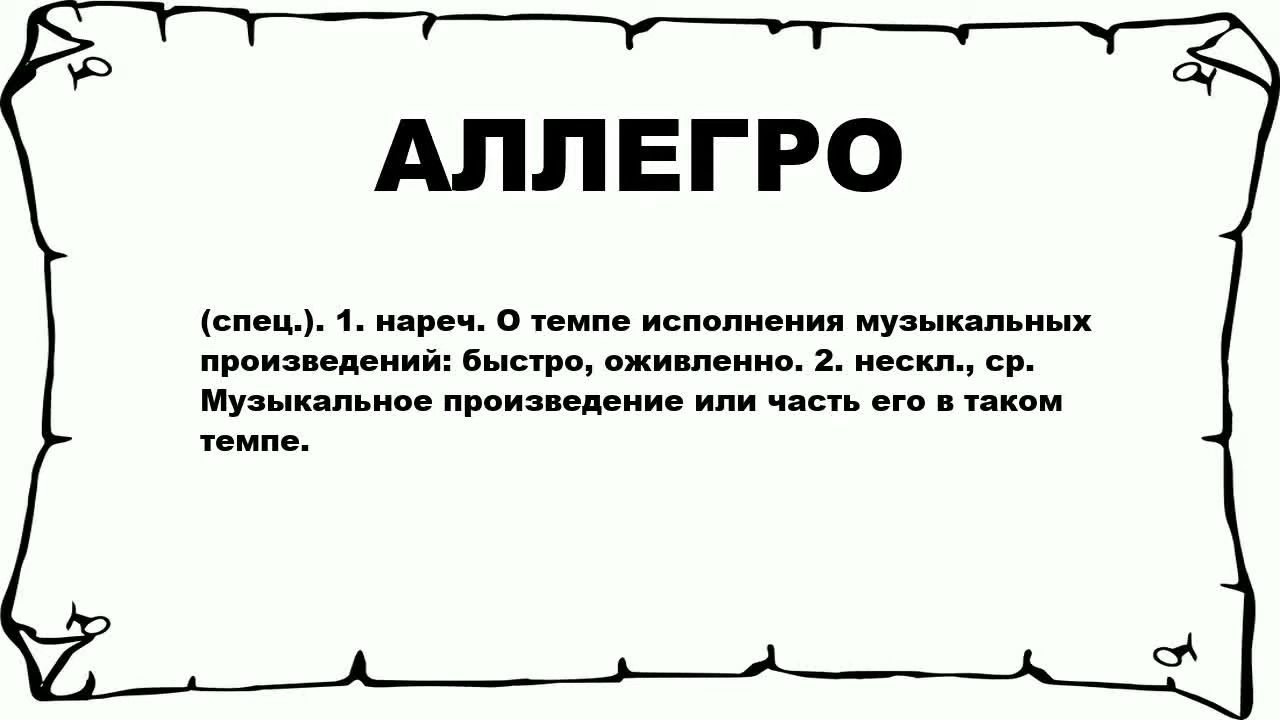 АЛЛЕГРО
(спец.). 1. нареч. О темпе исполнения музыкальных
произведений: быстро, оживленно. 2. нескл., ср.
Музыкальное произведение или часть его в таком
темпе.